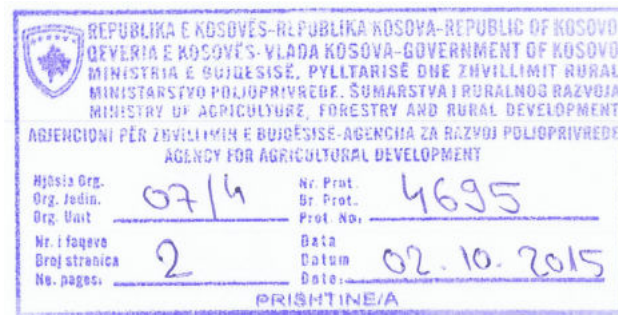 REPUBLIKA E KOSOVËS-REPUBLIKA KOSOVA-REPUBLIC OF KOSOVO
QEVERIA E KOSOVËS-VLADA KOSOVA-GOVERNMENT OF KOSOVO
MINISTRIA E BUJQËSISË, PYLLTARISË DHE ZHVILLIMIT RURAL
MINISTARSTVO POLJOPRIVREDE, ŠUMARSTVA I RURALNOG RAZVOJA
MINISTRY OF AGRICULTURE, FORESTRY AND RURAL DEVELOPMENT
AGJENCIONI PËR ZHVILLIMIN E BUJQËSISË-AGENCIJA ZA RAZVOJ POLJOPRIVREDE
AGENCY FOR AGRICULTURAL DEVELOPMENT
Njësia Org. Nr. Prot.
Org. Jedin. 07/4 Br. Prot. 4695
Org. Unit Prot. No:
Nr. i faqeve Data
Broj stranica 2 Datum 02.10.2015
No. pages: Date:
PRISHTINE/A